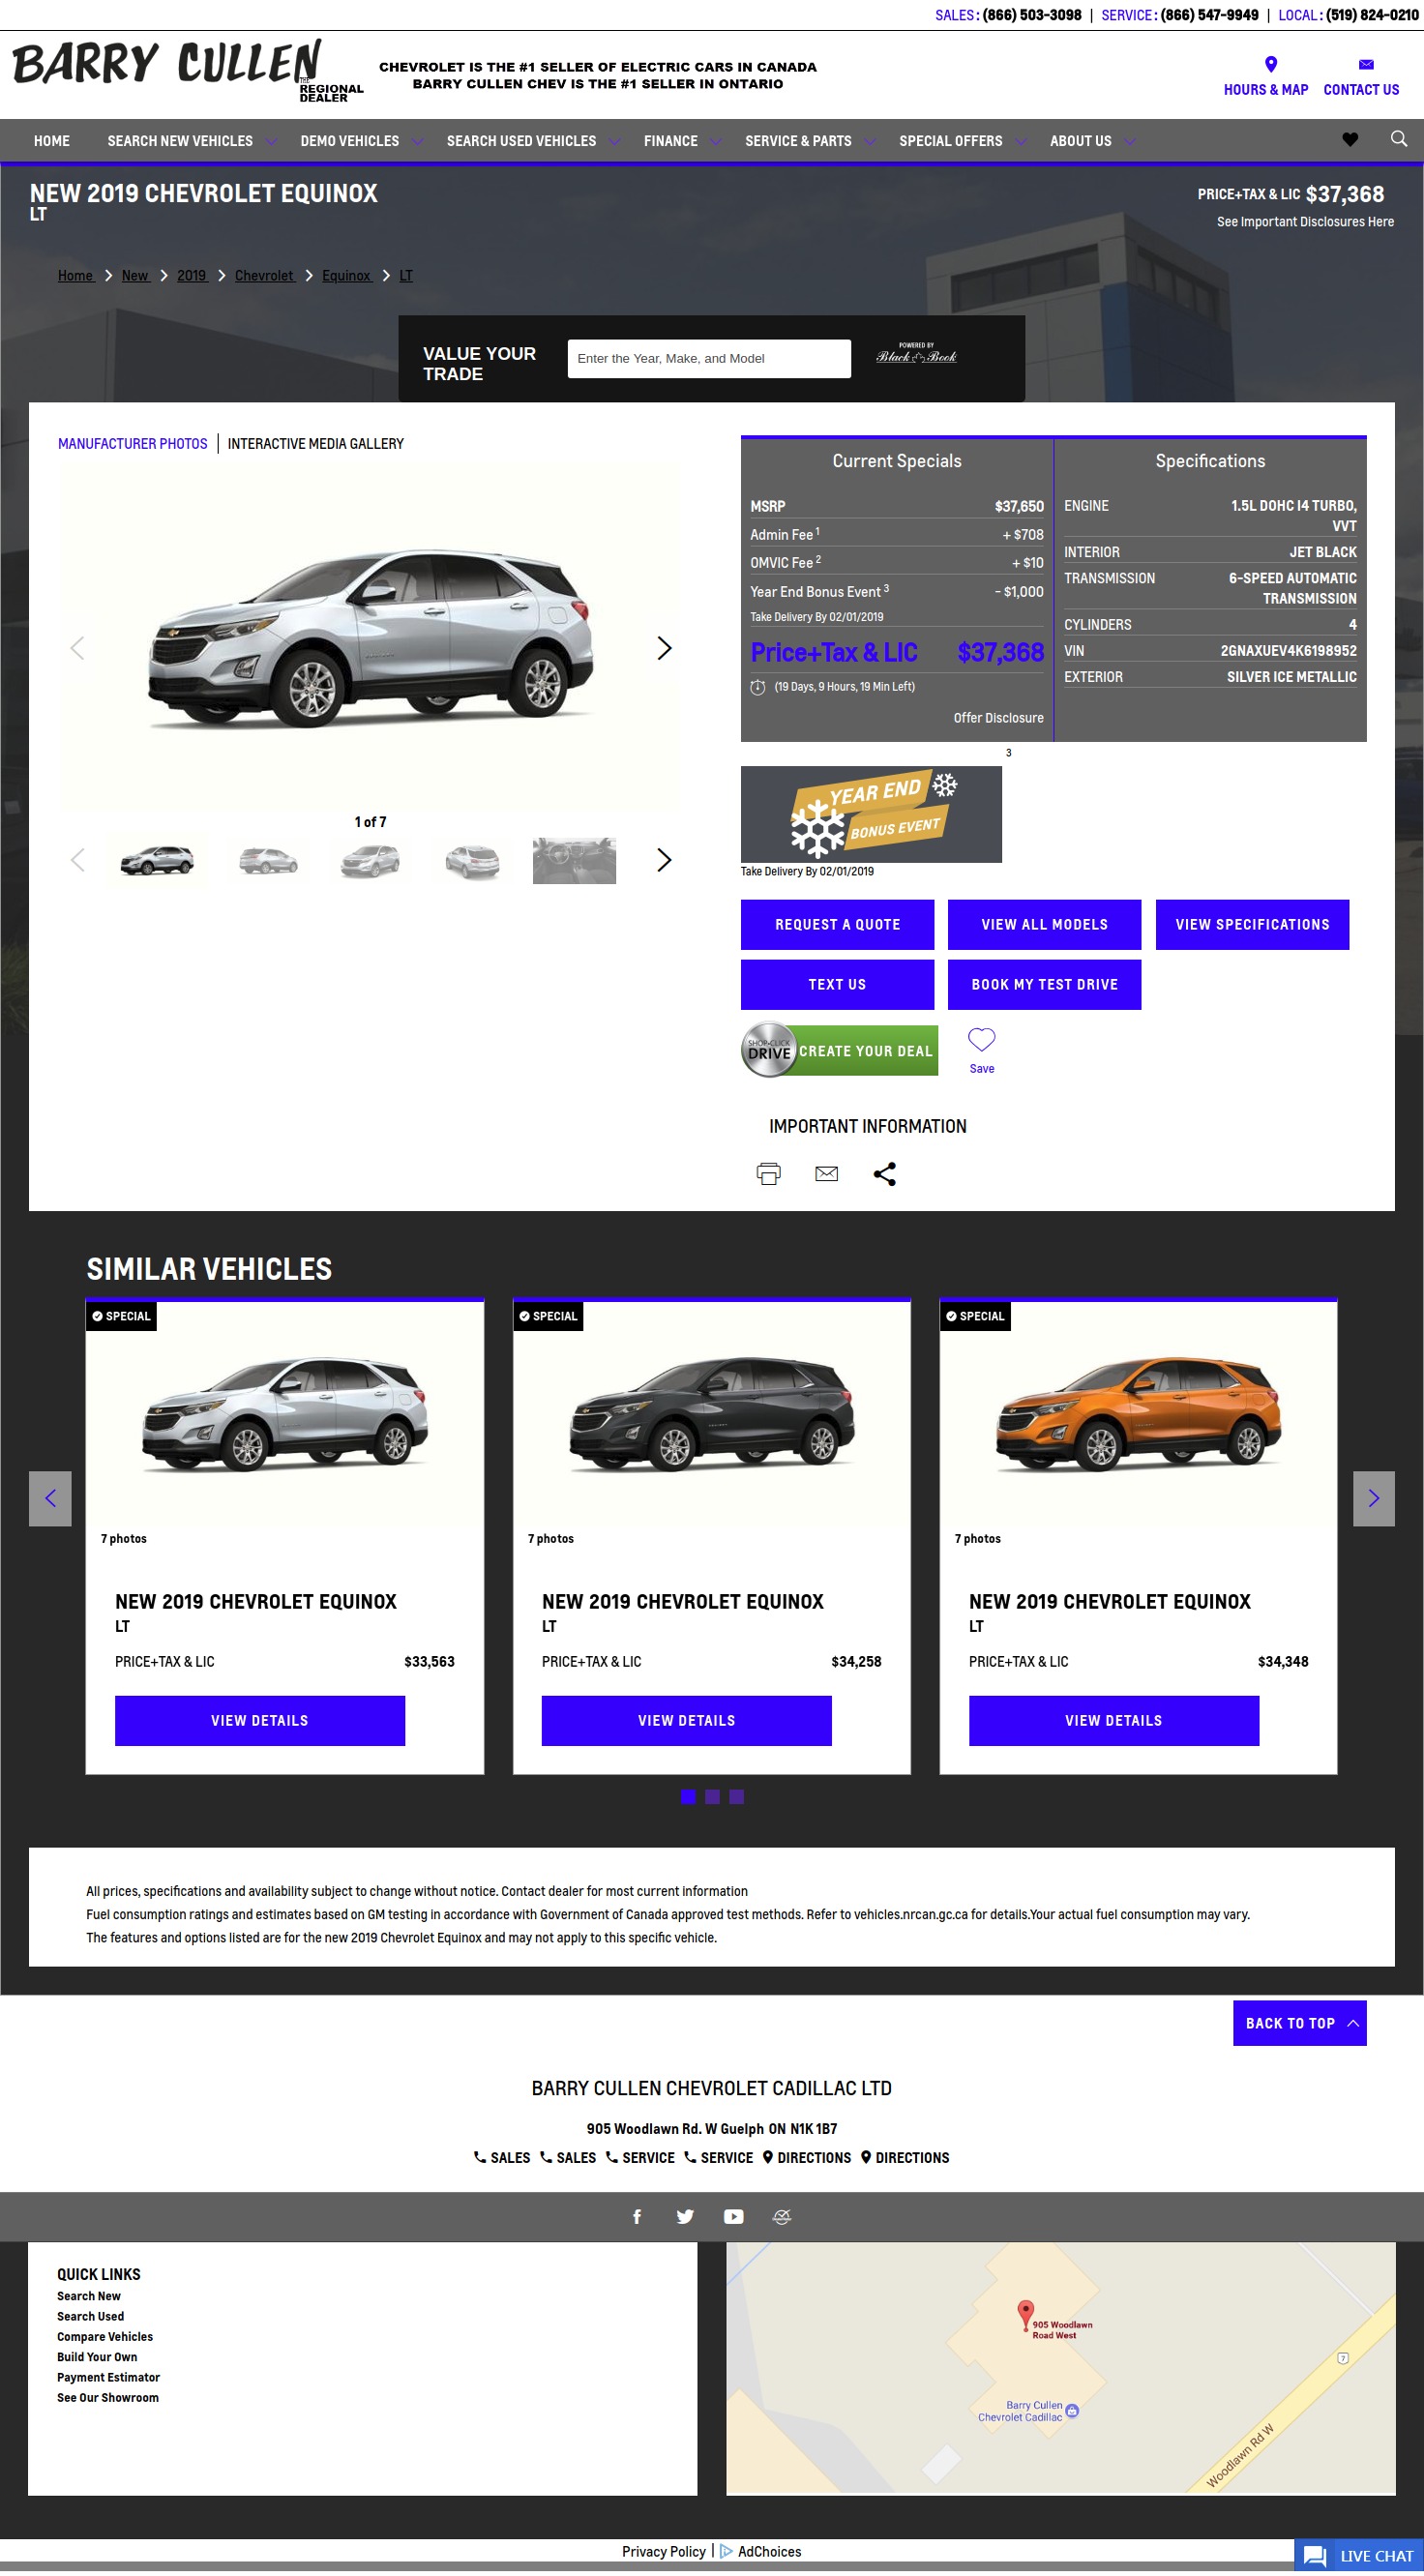 SALES : (866) 503-3098 | SERVICE : (866) 547-9949 | LOCAL : (519) 824-0210
BARRY CULLEN
THE
REGIONAL
DEALER
CHEVROLET IS THE #1 SELLER OF ELECTRIC CARS IN CANADA
BARRY CULLEN CHEV IS THE #1 SELLER IN ONTARIO
HOURS & MAP CONTACT US
HOME SEARCH NEW VEHICLES DEMO VEHICLES SEARCH USED VEHICLES FINANCE SERVICE & PARTS SPECIAL OFFERS ABOUT US
NEW 2019 CHEVROLET EQUINOX
LT
PRICE+TAX & LIC $37,368
See Important Disclosures Here
Home New 2019 Chevrolet Equinox LT
VALUE YOUR
TRADE
Enter the Year, Make, and Model
POWERED BY
Black Book
MANUFACTURER PHOTOS | INTERACTIVE MEDIA GALLERY
1 of 7
Current Specials
MSRP $37,650
Admin Fee 1 + $708
OMVIC Fee 2 + $10
Year End Bonus Event 3 - $1,000
Take Delivery By 02/01/2019
Price+Tax & LIC $37,368
(19 Days, 9 Hours, 19 Min Left)
Offer Disclosure
Specifications
ENGINE 1.5L DOHC I4 TURBO,
VVT
INTERIOR JET BLACK
TRANSMISSION 6-SPEED AUTOMATIC
TRANSMISSION
CYLINDERS 4
VIN 2GNAXUEV4K6198952
EXTERIOR SILVER ICE METALLIC
3
YEAR END
BONUS EVENT
Take Delivery By 02/01/2019
REQUEST A QUOTE VIEW ALL MODELS VIEW SPECIFICATIONS
TEXT US BOOK MY TEST DRIVE
SHOP·CLICK
DRIVE
CREATE YOUR DEAL
Save
IMPORTANT INFORMATION
SIMILAR VEHICLES
SPECIAL
7 photos
NEW 2019 CHEVROLET EQUINOX
LT
PRICE+TAX & LIC $33,563
VIEW DETAILS
SPECIAL
7 photos
NEW 2019 CHEVROLET EQUINOX
LT
PRICE+TAX & LIC $34,258
VIEW DETAILS
SPECIAL
7 photos
NEW 2019 CHEVROLET EQUINOX
LT
PRICE+TAX & LIC $34,348
VIEW DETAILS
All prices, specifications and availability subject to change without notice. Contact dealer for most current information
Fuel consumption ratings and estimates based on GM testing in accordance with Government of Canada approved test methods. Refer to vehicles.nrcan.gc.ca for details.Your actual fuel consumption may vary.
The features and options listed are for the new 2019 Chevrolet Equinox and may not apply to this specific vehicle.
BACK TO TOP
BARRY CULLEN CHEVROLET CADILLAC LTD
905 Woodlawn Rd. W Guelph ON N1K 1B7
SALES SALES SERVICE SERVICE DIRECTIONS DIRECTIONS
QUICK LINKS
Search New
Search Used
Compare Vehicles
Build Your Own
Payment Estimator
See Our Showroom
905 Woodlawn
Road West
7
Barry Cullen
Chevrolet Cadillac
Woodlawn Rd W
Privacy Policy | AdChoices
LIVE CHAT